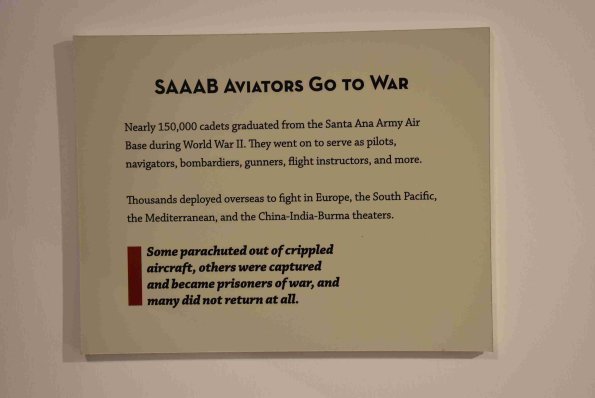 SAAAB Aviators Go to War
Nearly 150,000 cadets graduated from the Santa Ana Army Air
Base during World War II. They went on to serve as pilots,
navigators, bombardiers, gunners, flight instructors, and more.
Thousands deployed overseas to fight in Europe, the South Pacific,
the Mediterranean, and the China-India-Burma theaters.
Some parachuted out of crippled
aircraft, others were captured
and became prisoners of war, and
many did not return at all.